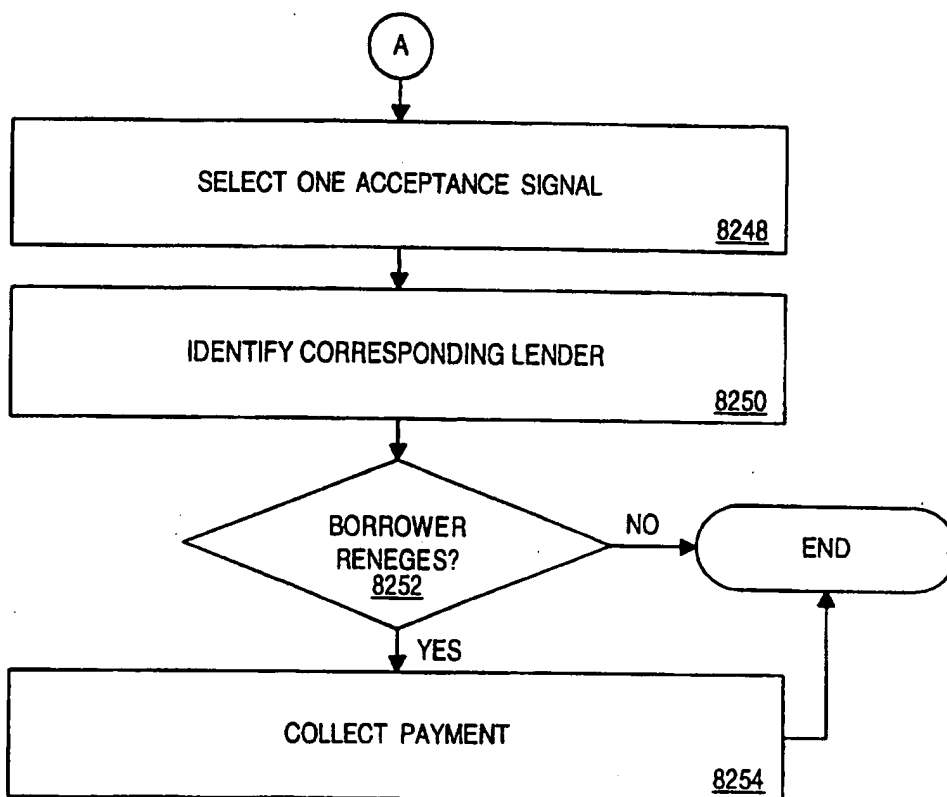 A
SELECT ONE ACCEPTANCE SIGNAL
8248
IDENTIFY CORRESPONDING LENDER
8250
BORROWER
RENEGES?
8252
NO
END
YES
COLLECT PAYMENT
8254